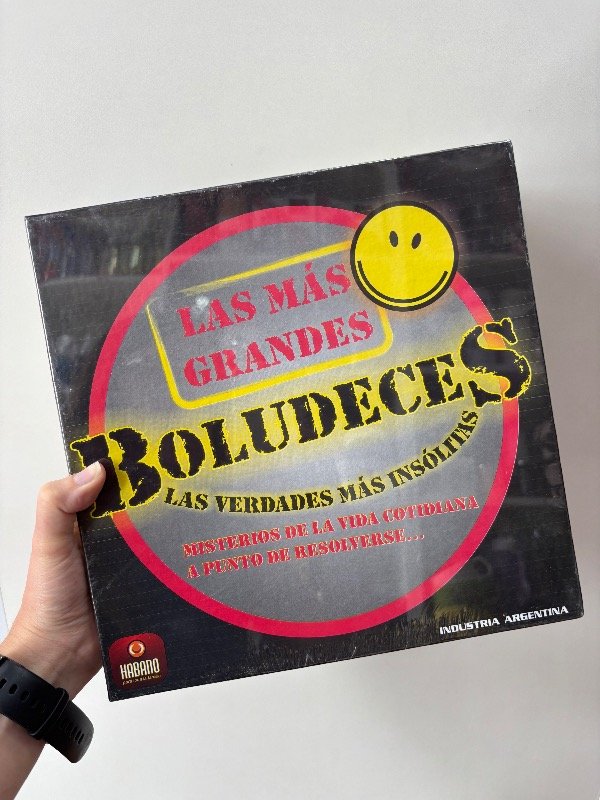 LAS MÁS
GRANDES
BOLUDECES
LAS VERDADES MÁS INSÓLITAS
MISTERIOS DE LA VIDA COTIDIANA
A PUNTO DE RESOLVERSE...
INDUSTRIA ARGENTINA
HABANO